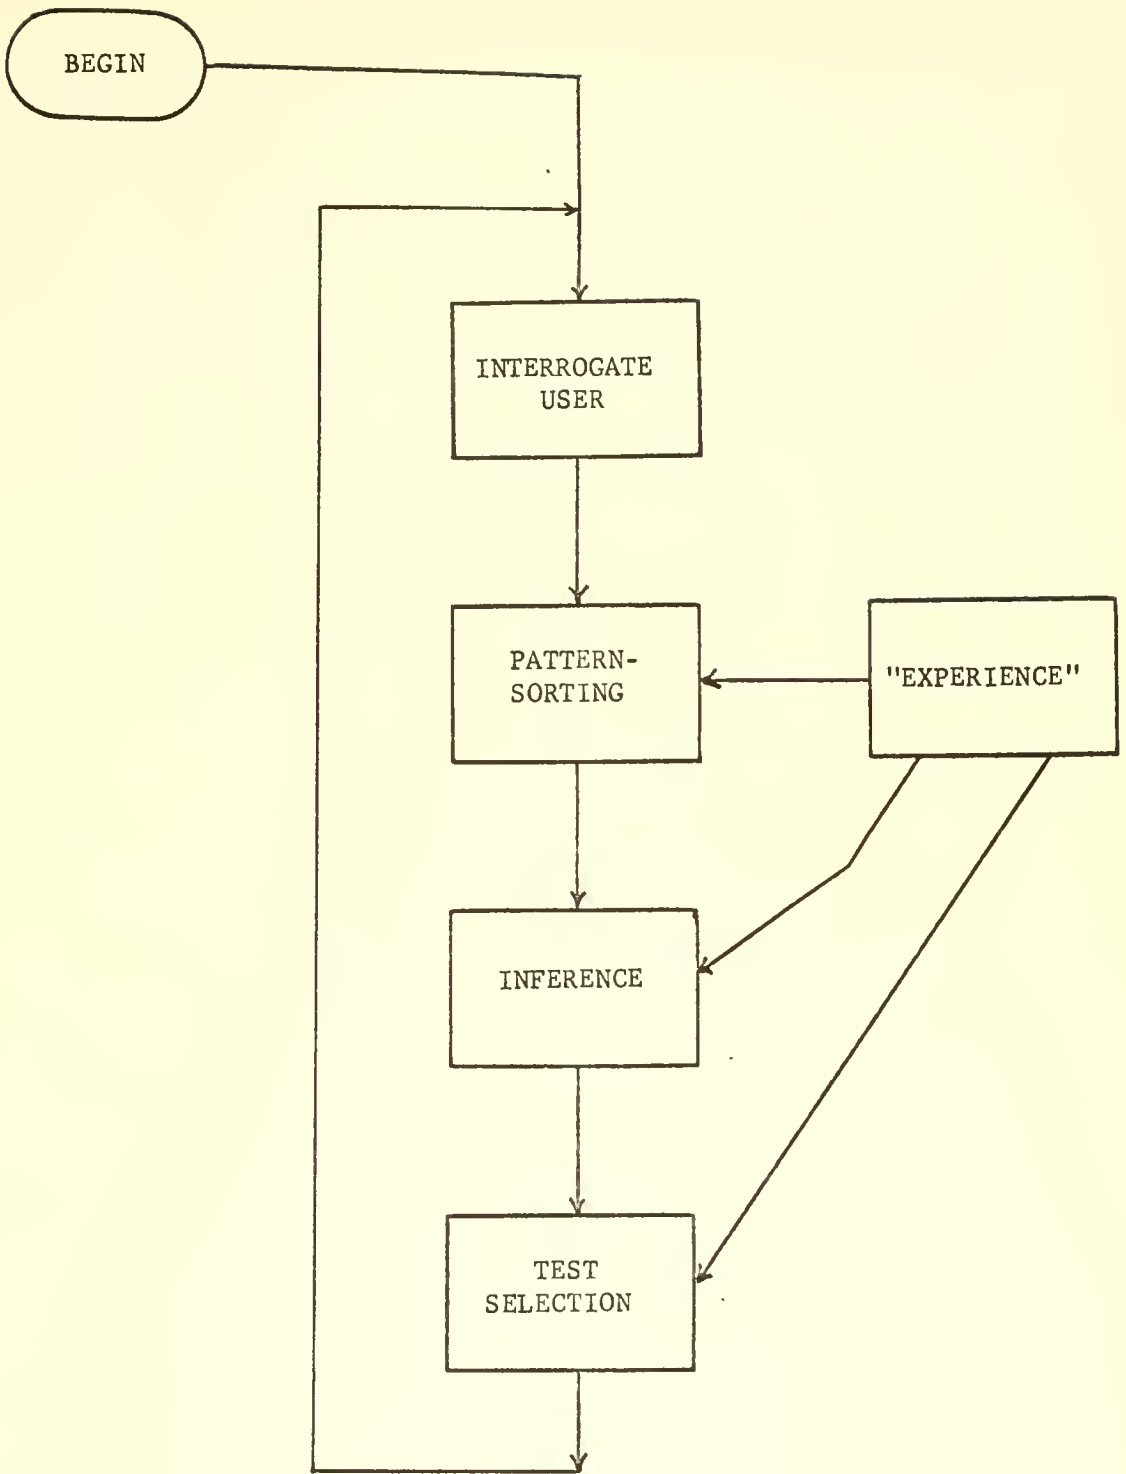 BEGIN
INTERROGATE
USER
PATTERN-
SORTING
"EXPERIENCE"
INFERENCE
TEST
SELECTION